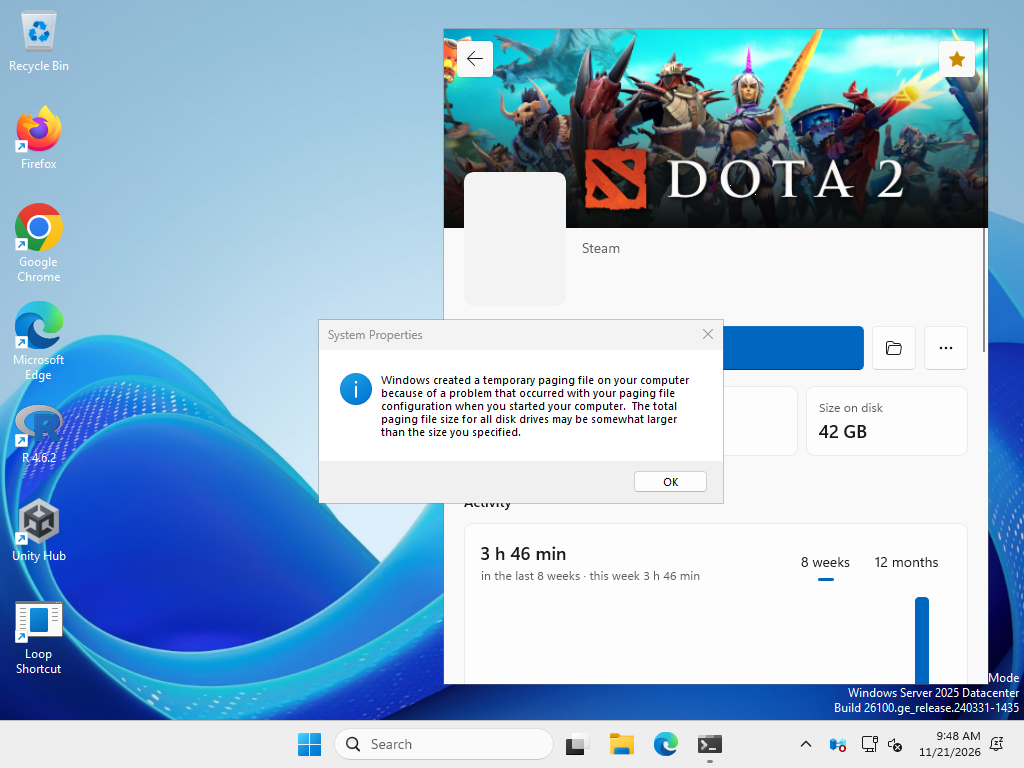 Recycle Bin
Firefox
Google
Chrome
Microsoft
Edge
R 4.6.2
Unity Hub
Loop
Shortcut
DOTA 2
Steam
Size on disk
42 GB
System Properties
Windows created a temporary paging file on your computer
because of a problem that occurred with your paging file
configuration when you started your computer. The total
paging file size for all disk drives may be somewhat larger
than the size you specified.
OK
Activity
3 h 46 min
in the last 8 weeks · this week 3 h 46 min
8 weeks
12 months
Mode
Windows Server 2025 Datacenter
Build 26100.ge_release.240331-1435
Search
9:48 AM
11/21/2026